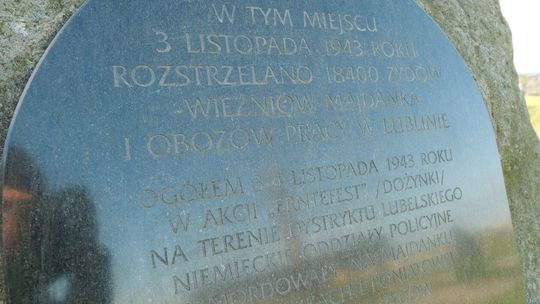 W TYM MIEJSCU
3 LISTOPADA 1943 ROKU
ROZSTRZELANO 18400 ŻYDÓW
WIĘŹNIÓW MAJDANKA
I OBOZÓW PRACY W LUBLINIE
OGÓŁEM 3-4 LISTOPADA 1943 ROKU
W AKCJI „ERNTEFEST” /DOŻYNKI/
NA TERENIE DYSTRYKTU LUBELSKIEGO
NIEMIECKIE ODDZIAŁY POLICYJNE
MAJDANKU